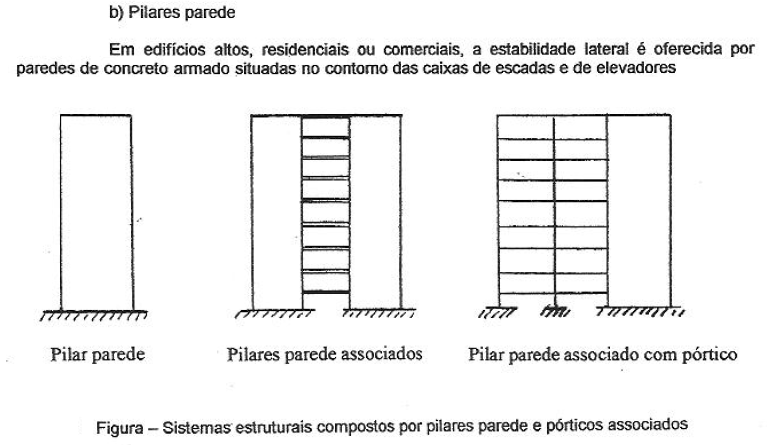 b) Pilares parede
Em edifícios altos, residenciais ou comerciais, a estabilidade lateral é oferecida por
paredes de concreto armado situadas no contorno das caixas de escadas e de elevadores
Pilar parede
Pilares parede associados
Pilar parede associado com pórtico
Figura – Sistemas estruturais compostos por pilares parede e pórticos associados